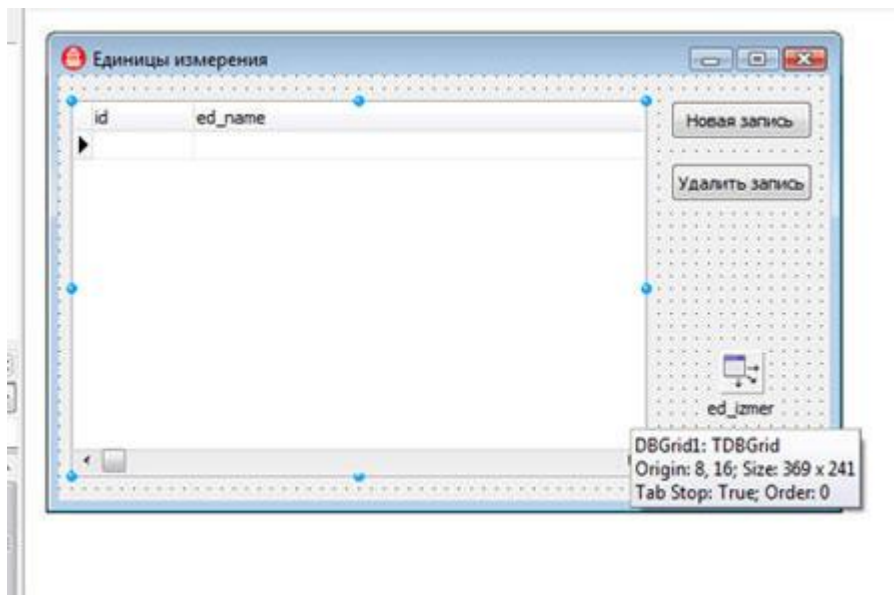 Единицы измерения
id ed_name
Новая запись
Удалить запись
ed_izmer
DBGrid1: TDBGrid
Origin: 8, 16; Size: 369 x 241
Tab Stop: True; Order: 0